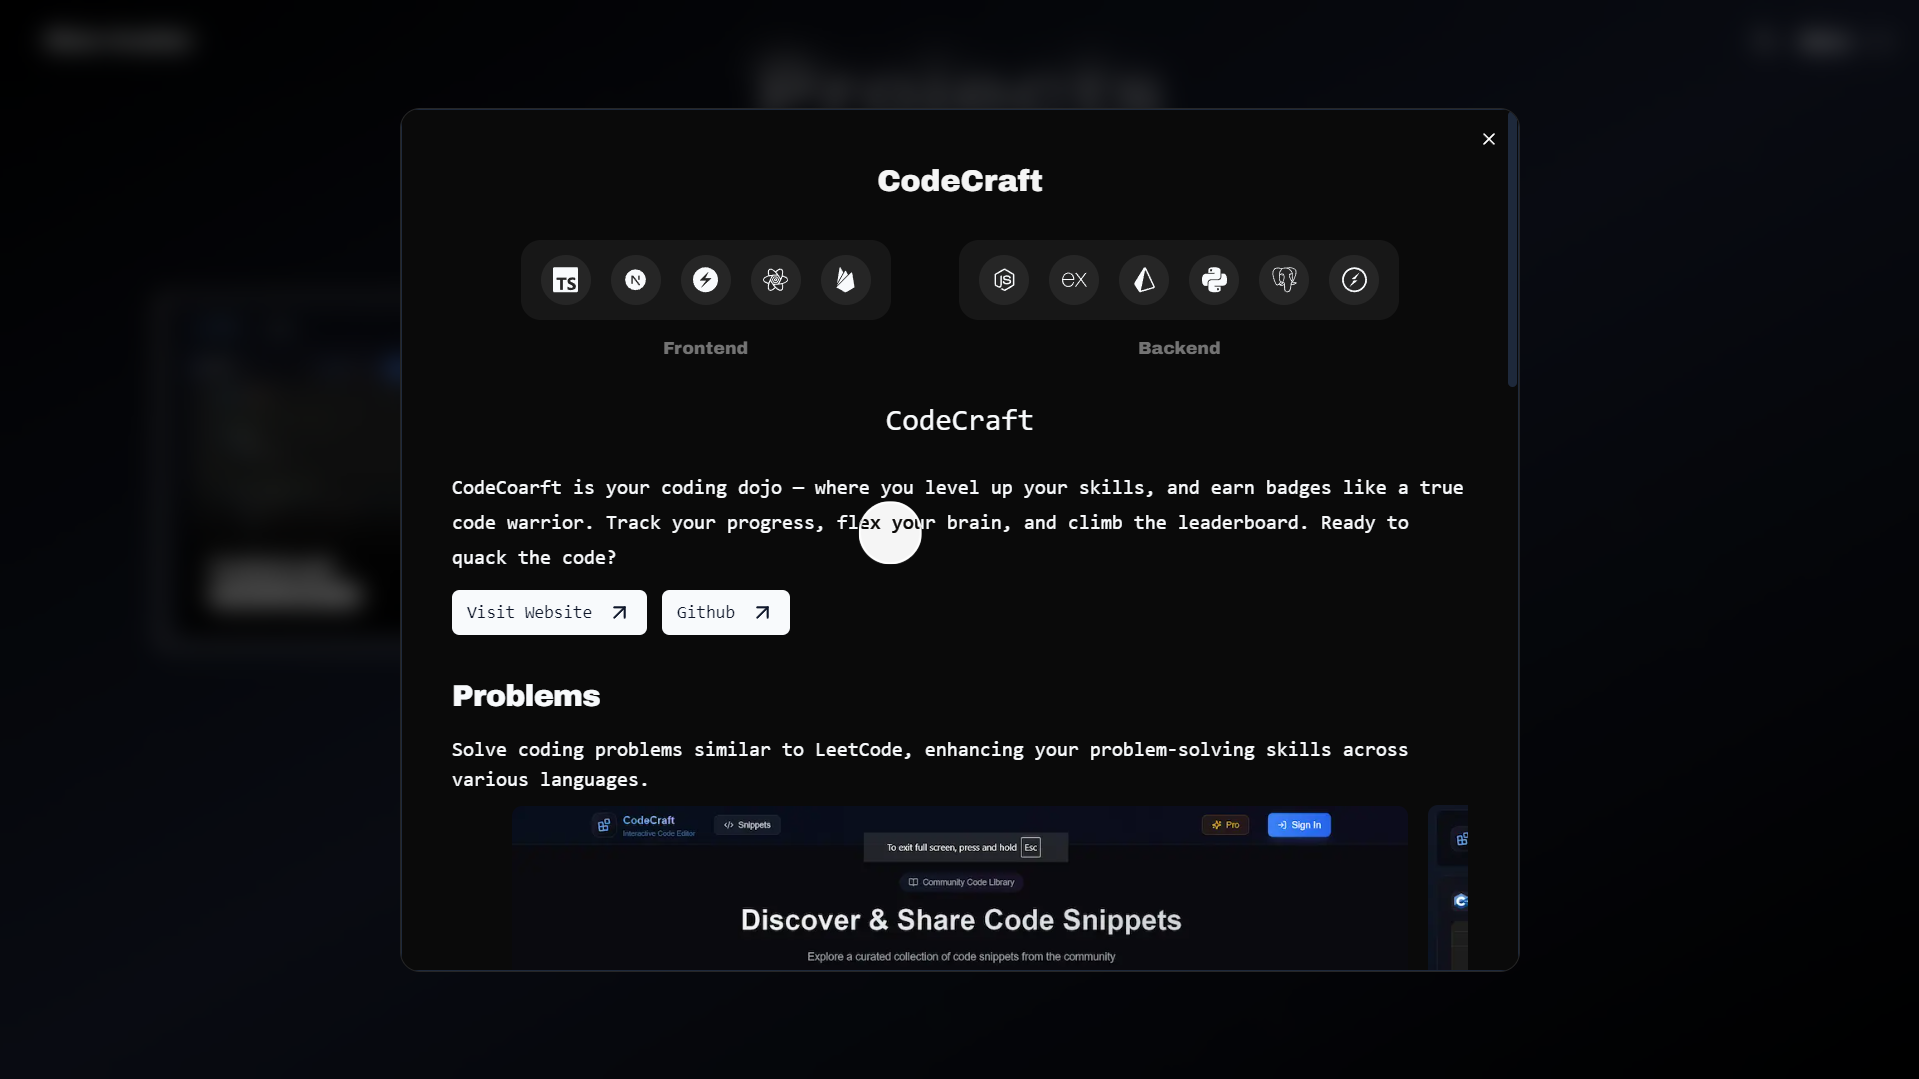 Projects
CodeCraft
TS
N
JS
ex
Frontend
Backend
CodeCraft
CodeCoarft is your coding dojo — where you level up your skills, and earn badges like a true
code warrior. Track your progress, flex your brain, and climb the leaderboard. Ready to
quack the code?
Visit Website
Github
Problems
Solve coding problems similar to LeetCode, enhancing your problem-solving skills across
various languages.
CodeCraft
Interactive Code Editor
</> Snippets
Pro
Sign In
To exit full screen, press and hold Esc
Community Code Library
Discover & Share Code Snippets
Explore a curated collection of code snippets from the community
C